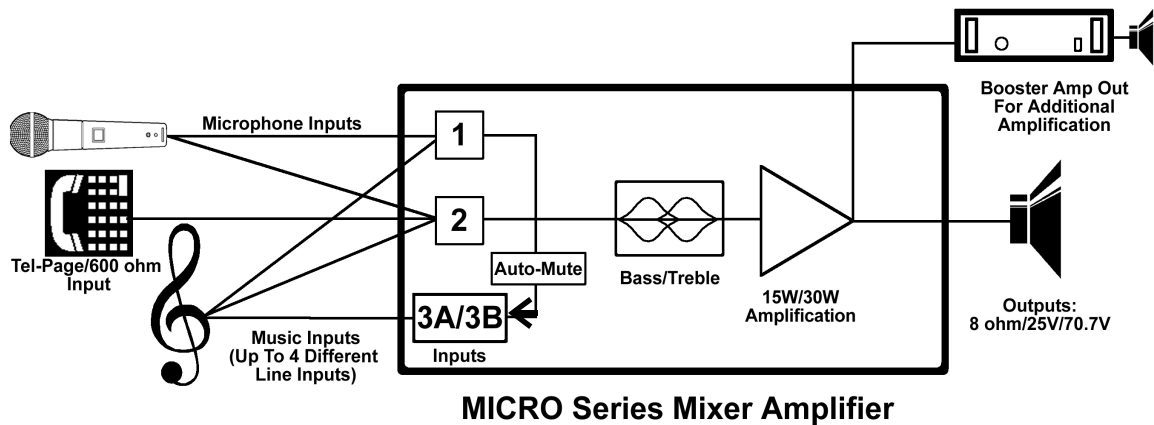 Microphone Inputs
1
2
Tel-Page/600 ohm
Input
Auto-Mute
3A/3B
Inputs
Music Inputs
(Up To 4 Different
Line Inputs)
Bass/Treble
15W/30W
Amplification
Booster Amp Out
For Additional
Amplification
Outputs:
8 ohm/25V/70.7V
MICRO Series Mixer Amplifier